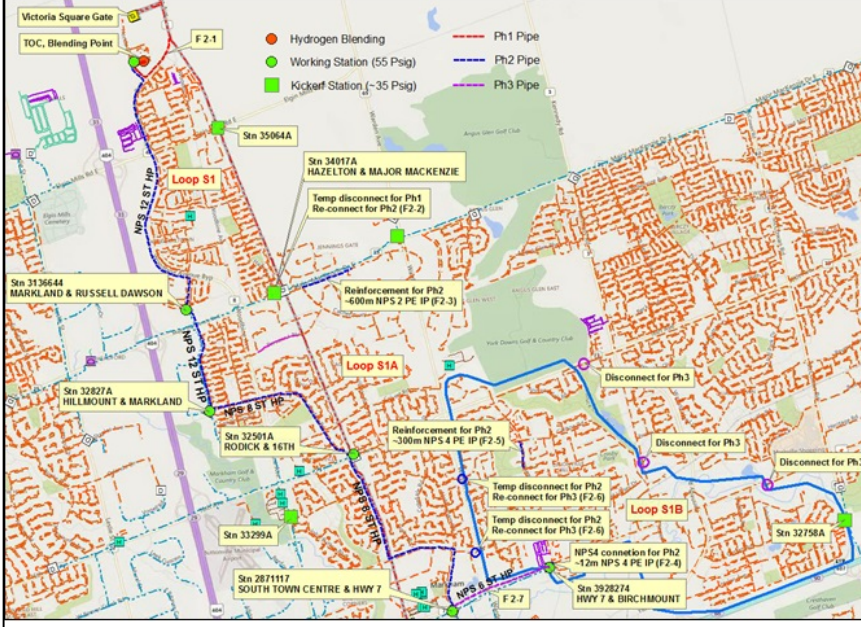 Victoria Square Gate
TOC, Blending Point
F 2-1
Hydrogen Blending
Working Station (55 Psig)
Kickerf Station (~35 Psig)
Ph1 Pipe
Ph2 Pipe
Ph3 Pipe
404
Stn 35064A
Loop S1
Stn 34017A
HAZELTON & MAJOR MACKENZIE
Temp disconnect for Ph1
Re-connect for Ph2 (F2-2)
NPS 12 ST HP
Stn 3136644
MARKLAND & RUSSELL DAWSON
Reinforcement for Ph2
~600m NPS 2 PE IP (F2-3)
NPS 12 ST HP
Loop S1A
Disconnect for Ph3
Stn 32827A
HILLMOUNT & MARKLAND
NPS 8 ST HP
Stn 32501A
RODICK & 16TH
Reinforcement for Ph2
~300m NPS 4 PE IP (F2-5)
Disconnect for Ph3
Disconnect for Ph3
Temp disconnect for Ph2
Re-connect for Ph3 (F2-6)
Loop S1B
Stn 32758A
NPS 8 ST HP
Stn 33299A
Temp disconnect for Ph2
Re-connect for Ph3 (F2-6)
NPS4 connetion for Ph2
~12m NPS 4 PE IP (F2-4)
Stn 2871117
SOUTH TOWN CENTRE & HWY 7
Markham
NPS 6 ST HP
F 2-7
Stn 3928274
HWY 7 & BIRCHMOUNT
404